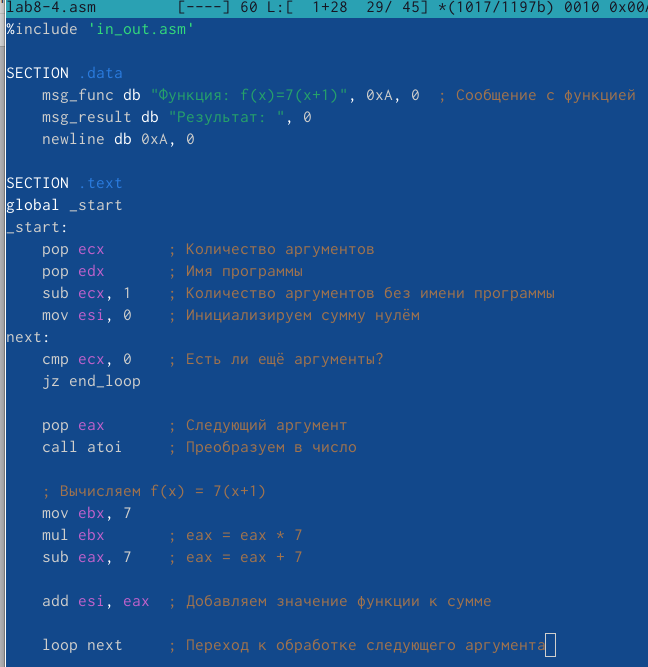 lab8-4.asm         [----] 60 L:[  1+28  29/ 45] *(1017/1197b) 0010 0x00
%include 'in_out.asm'

SECTION .data
    msg_func db "Функция: f(x)=7(x+1)", 0xA, 0  ; Сообщение с функцией
    msg_result db "Результат: ", 0
    newline db 0xA, 0

SECTION .text
global _start
_start:
    pop ecx       ; Количество аргументов
    pop edx       ; Имя программы
    sub ecx, 1    ; Количество аргументов без имени программы
    mov esi, 0    ; Инициализируем сумму нулём
next:
    cmp ecx, 0    ; Есть ли ещё аргументы?
    jz end_loop

    pop eax       ; Следующий аргумент
    call atoi     ; Преобразуем в число

    ; Вычисляем f(x) = 7(x+1)
    mov ebx, 7
    mul ebx       ; eax = eax * 7
    sub eax, 7    ; eax = eax + 7

    add esi, eax  ; Добавляем значение функции к сумме

    loop next     ; Переход к обработке следующего аргумента